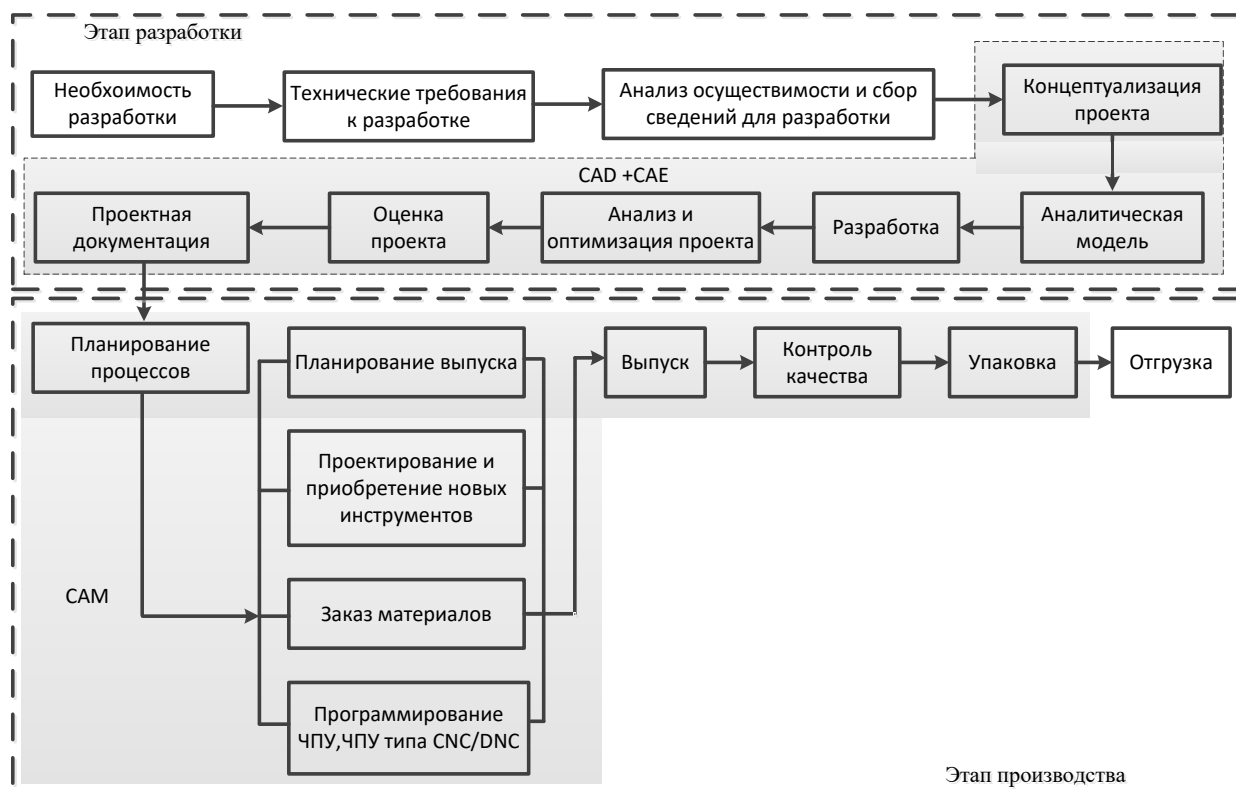 Этап разработки
Необхоимость
разработки
Технические требования
к разработке
Анализ осуществимости и сбор
сведений для разработки
Концептуализация
проекта
CAD +CAE
Проектная
документация
Оценка
проекта
Анализ и
оптимизация проекта
Разработка
Аналитическая
модель
Планирование
процессов
Планирование выпуска
Выпуск
Контроль
качества
Упаковка
Отгрузка
Проектирование и
приобретение новых
инструментов
CAM
Заказ материалов
Программирование
ЧПУ,ЧПУ типа CNC/DNC
Этап производства